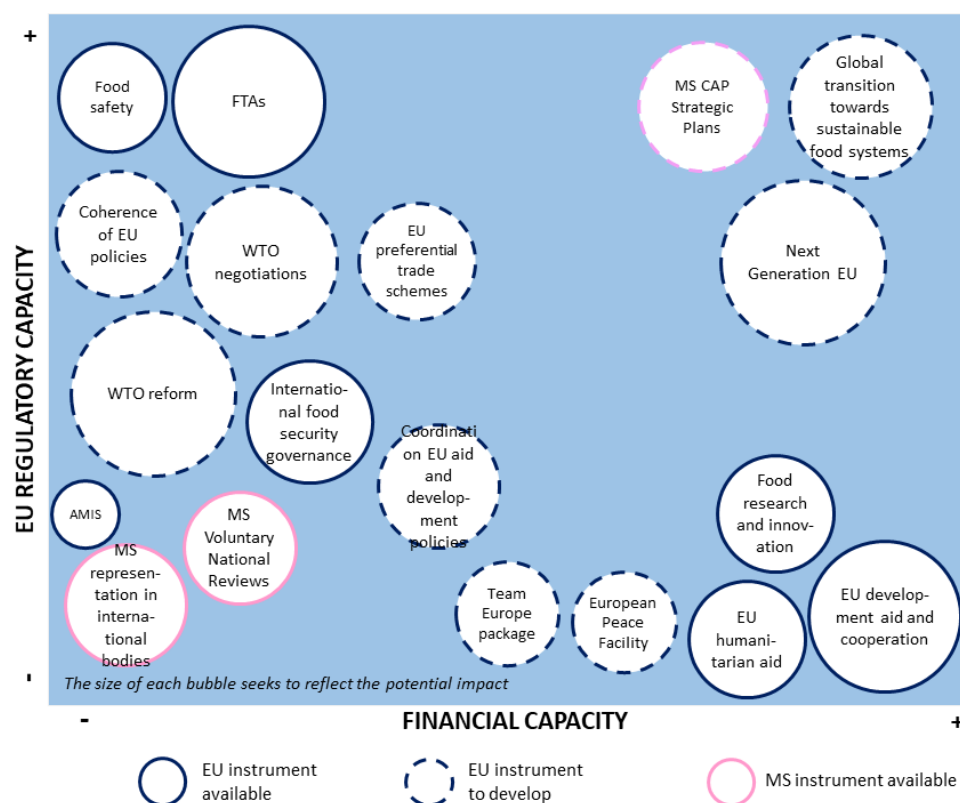 +
Food
safety
FTAs
MS CAP
Strategic
Plans
Global
transition
towards
sustainable
food systems
Coherence
of EU
policies
WTO
negotiations
EU
preferential
trade
schemes
Next
Generation EU
EU REGULATORY CAPACITY
WTO reform
Internatio-
nal food
security
governance
Coordinati
on EU aid
and
develop-
ment
policies
Food
research
and innov-
ation
AMIS
MS
Voluntary
National
Reviews
MS
represen-
tation in
internati-
onal
bodies
Team
Europe
package
European
Peace
Facility
EU
humani-
tarian aid
EU develop-
ment aid and
cooperation
-
The size of each bubble seeks to reflect the potential impact
-
FINANCIAL CAPACITY
+
EU instrument
available
EU instrument
to develop
MS instrument available